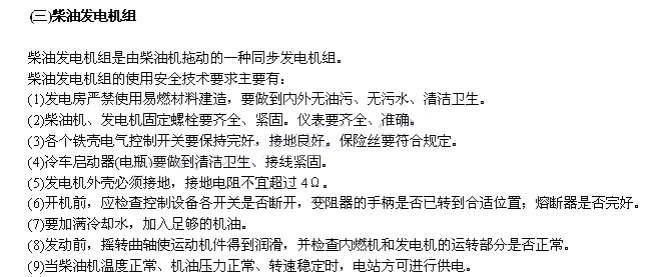 (三)柴油发电机组
柴油发电机组是由柴油机拖动的一种同步发电机组。
柴油发电机组的使用安全技术要求主要有:
(1)发电房严禁使用易燃材料建造，要做到内外无油污、无污水、清洁卫生。
(2)柴油机、发电机固定螺栓要齐全、紧固。仪表要齐全、准确。
(3)各个铁壳电气控制开关要保持完好，接地良好。保险丝要符合规定。
(4)冷车启动器(电瓶)要做到清洁卫生、接线紧固。
(5)发电机外壳必须接地，接地电阻不宜超过 4Ω。
(6)开机前，应检查控制设备各开关是否断开，变阻器的手柄是否已转到合适位置；熔断器是否完好。
(7)要加满冷却水，加入足够的机油。
(8)发动前，摇转曲轴使运动机件得到润滑，并检查内燃机和发电机的运转部分是否正常。
(9)当柴油机温度正常、机油压力正常、转速稳定时，电站方可进行供电。